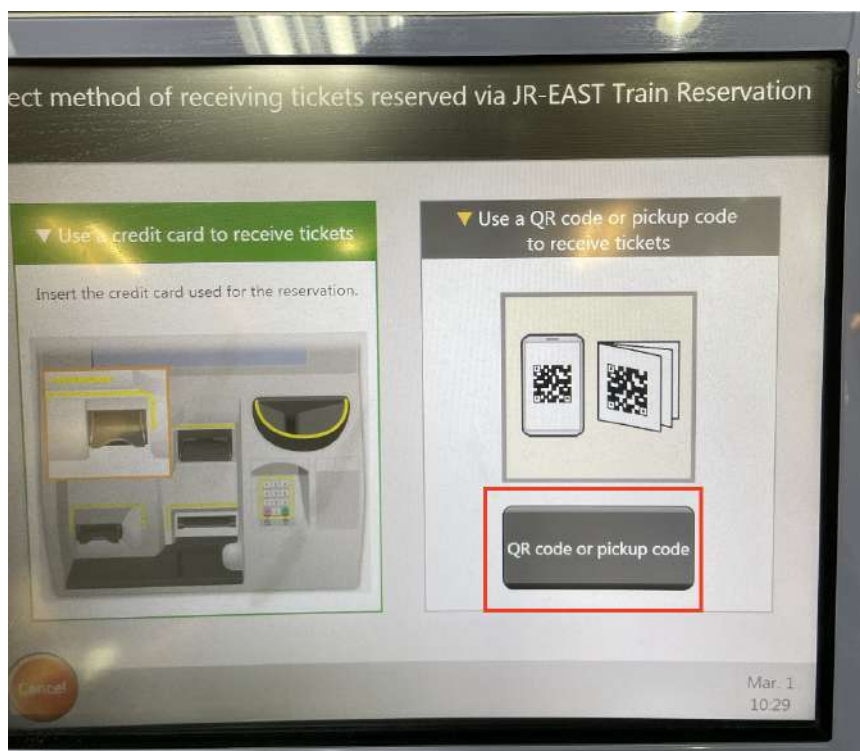 ect method of receiving tickets reserved via JR-EAST Train Reservation
▼ Use a credit card to receive tickets
Insert the credit card used for the reservation.
▼ Use a QR code or pickup code
to receive tickets
QR code or pickup code
Cancel
Mar. 1
10:29